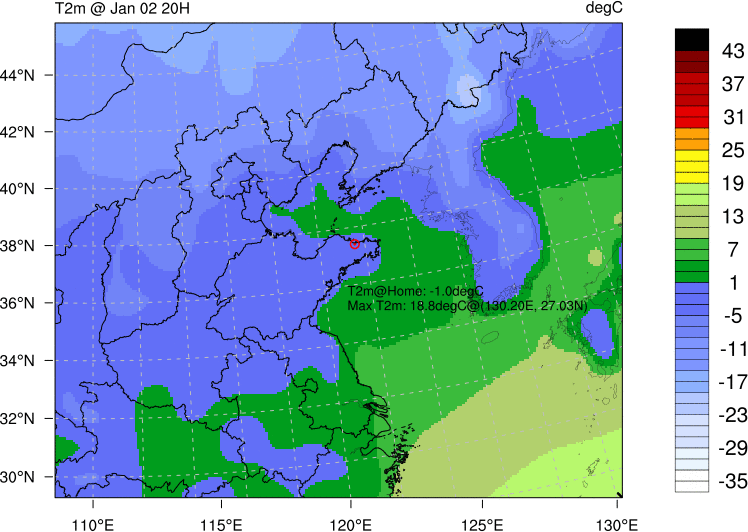 T2m @ Jan 02 20H
degC
44°N
42°N
40°N
38°N
36°N
34°N
32°N
30°N
T2m@Home: -1.0degC
Max T2m: 18.8degC@(130.20E, 27.03N)
110°E
115°E
120°E
125°E
130°E
43
37
31
25
19
13
7
1
-5
-11
-17
-23
-29
-35